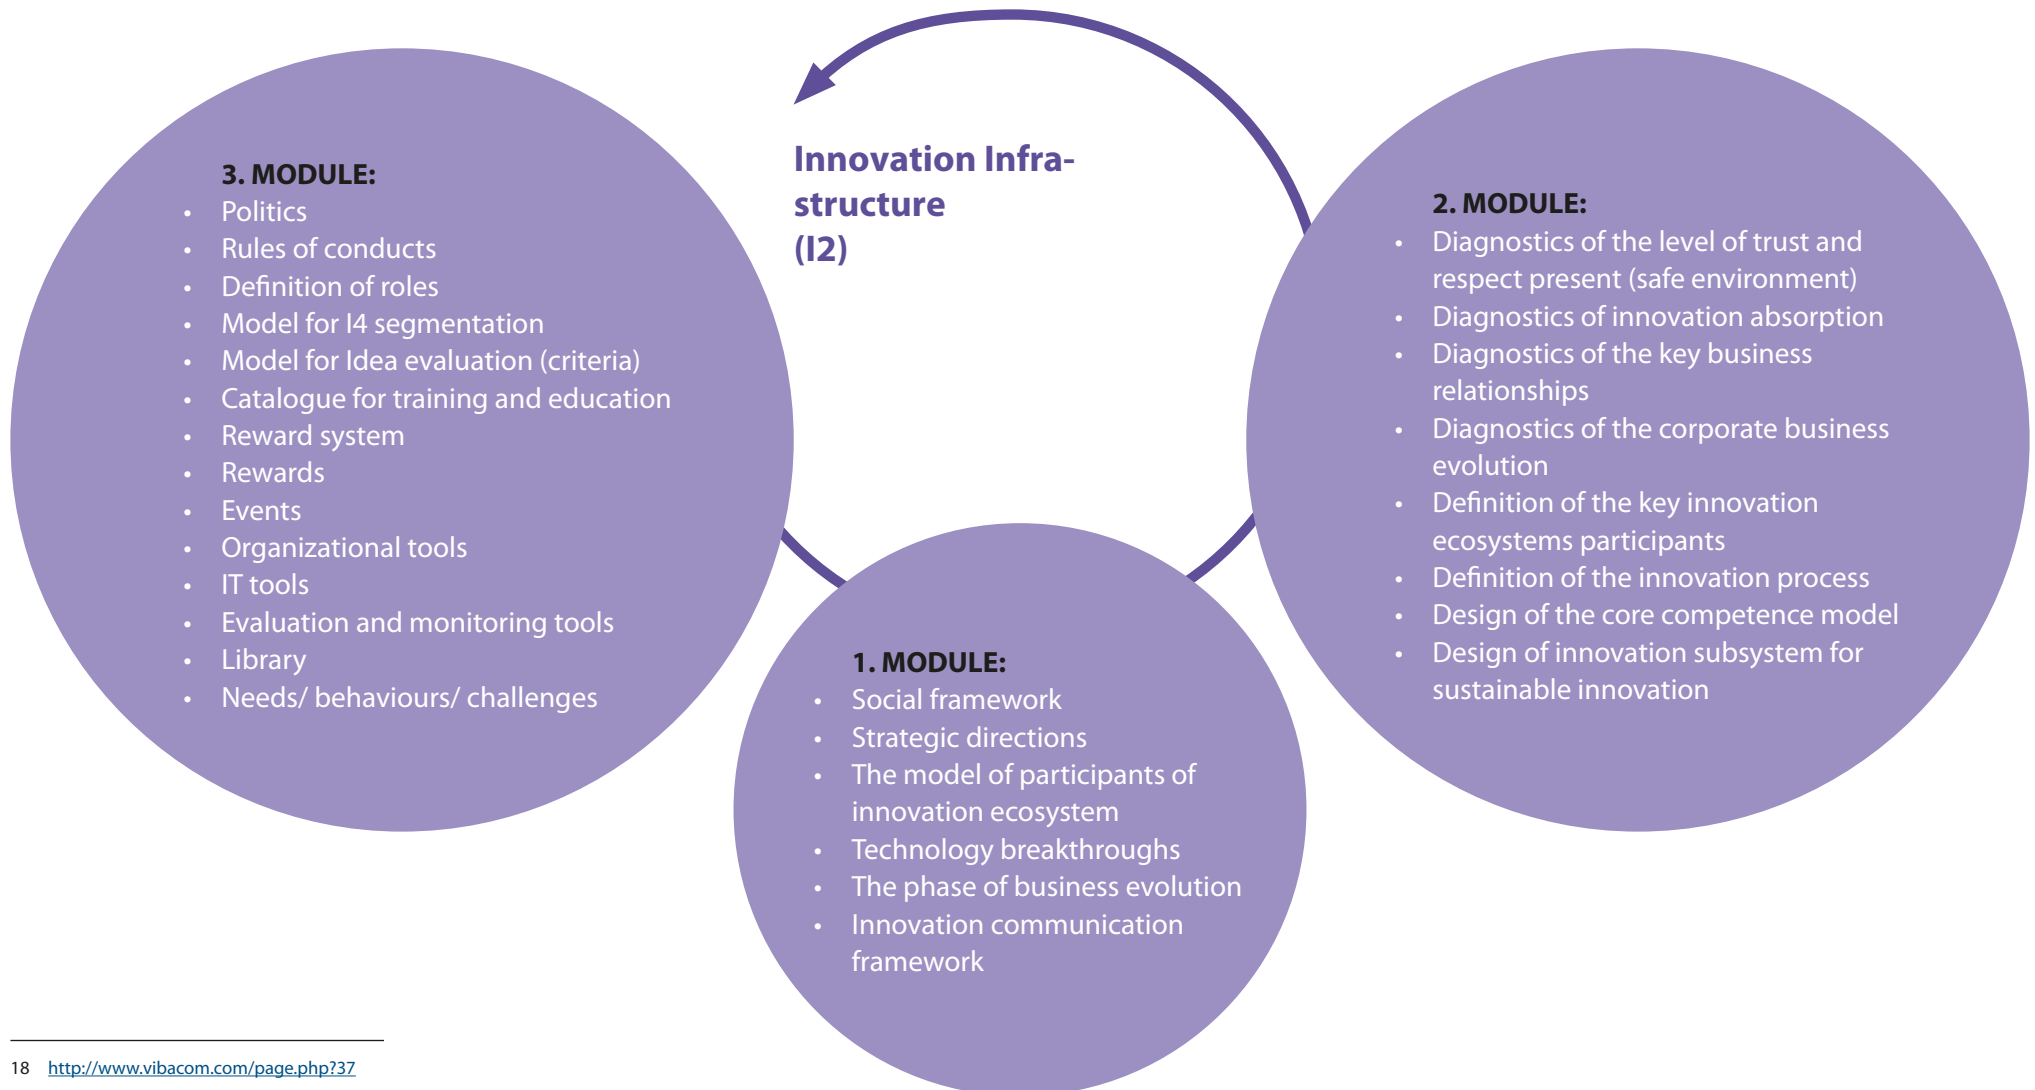 Innovation Infra-
structure
(I2)
3. MODULE:
• Politics
• Rules of conducts
• Definition of roles
• Model for I4 segmentation
• Model for Idea evaluation (criteria)
• Catalogue for training and education
• Reward system
• Rewards
• Events
• Organizational tools
• IT tools
• Evaluation and monitoring tools
• Library
• Needs/ behaviours/ challenges
2. MODULE:
• Diagnostics of the level of trust and
respect present (safe environment)
• Diagnostics of innovation absorption
• Diagnostics of the key business
relationships
• Diagnostics of the corporate business
evolution
• Definition of the key innovation
ecosystems participants
• Definition of the innovation process
• Design of the core competence model
• Design of innovation subsystem for
sustainable innovation
1. MODULE:
• Social framework
• Strategic directions
• The model of participants of
innovation ecosystem
• Technology breakthroughs
• The phase of business evolution
• Innovation communication
framework
18 http://www.vibacom.com/page.php?37